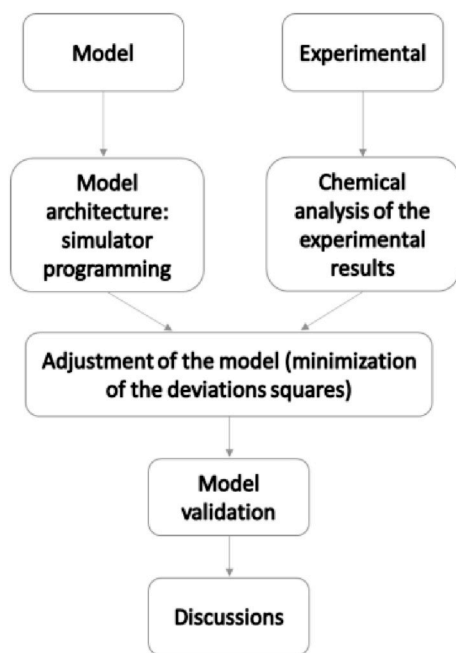 Model
Experimental
Model
architecture:
simulator
programming
Chemical
analysis of the
experimental
results
Adjustment of the model (minimization
of the deviations squares)
Model
validation
Discussions